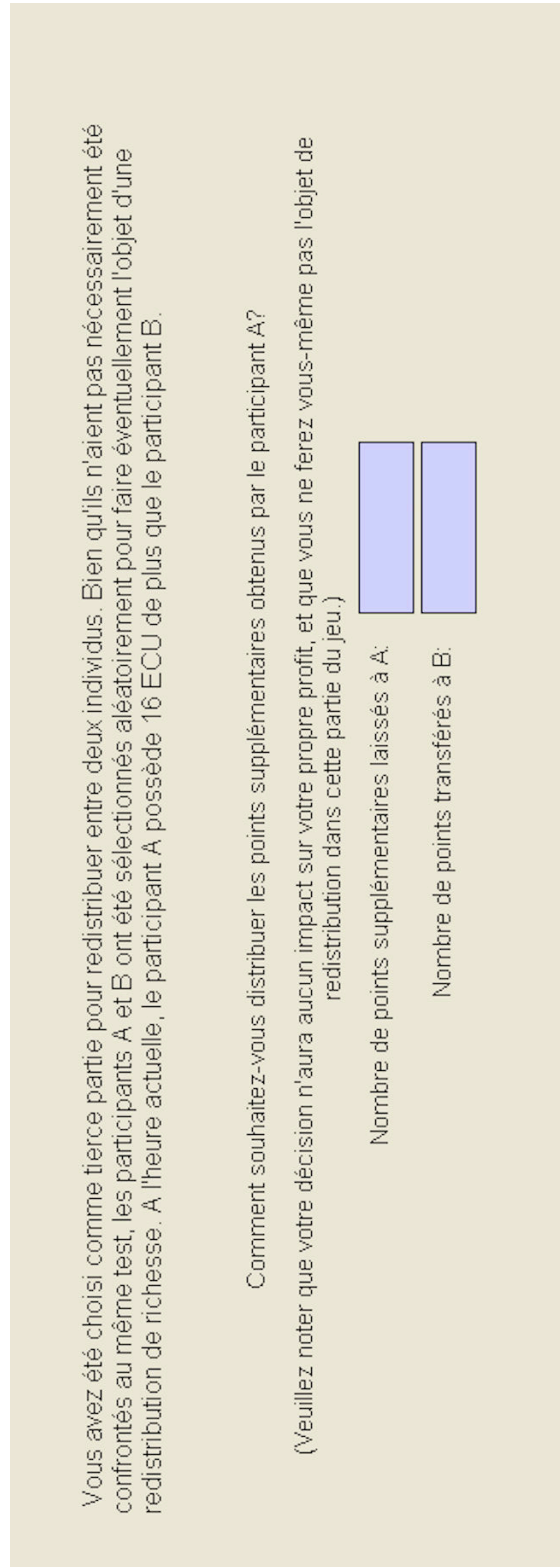 Vous avez été choisi comme tierce partie pour redistribuer entre deux individus. Bien qu'ils n'aient pas nécessairement été
confrontés au même test, les participants A et B ont été sélectionnés aléatoirement pour faire éventuellement l'objet d'une
redistribution de richesse. A l'heure actuelle, le participant A possède 16 ECU de plus que le participant B.
Comment souhaitez-vous distribuer les points supplémentaires obtenus par le participant A?
(Veuillez noter que votre décision n'aura aucun impact sur votre propre profit, et que vous ne ferez vous-même pas l'objet de
redistribution dans cette partie du jeu.)
Nombre de points supplémentaires laissés à A:
Nombre de points transférés à B: